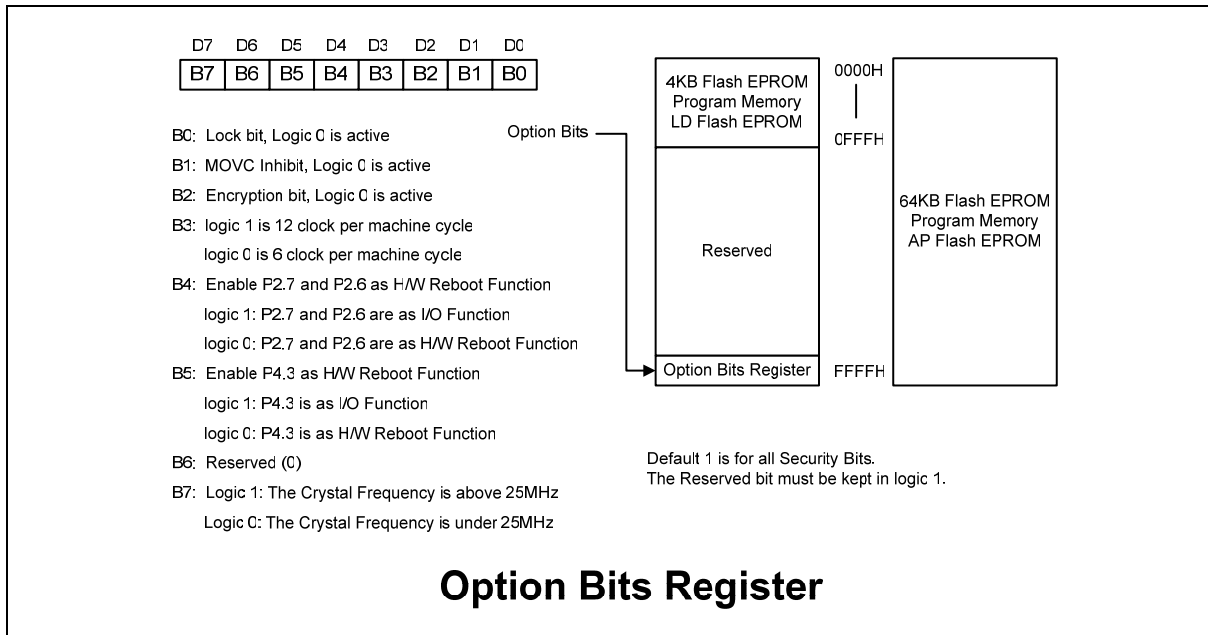 D7 D6 D5 D4 D3 D2 D1 D0
B7 B6 B5 B4 B3 B2 B1 B0
B0: Lock bit, Logic 0 is active
B1: MOVC Inhibit, Logic 0 is active
B2: Encryption bit, Logic 0 is active
B3: logic 1 is 12 clock per machine cycle
logic 0 is 6 clock per machine cycle
B4: Enable P2.7 and P2.6 as H/W Reboot Function
logic 1: P2.7 and P2.6 are as I/O Function
logic 0: P2.7 and P2.6 are as H/W Reboot Function
B5: Enable P4.3 as H/W Reboot Function
logic 1: P4.3 is as I/O Function
logic 0: P4.3 is as H/W Reboot Function
B6: Reserved (0)
B7: Logic 1: The Crystal Frequency is above 25MHz
Logic 0: The Crystal Frequency is under 25MHz
Option Bits
4KB Flash EPROM
Program Memory
LD Flash EPROM
Reserved
Option Bits Register
0000H
0FFFH
FFFFH
64KB Flash EPROM
Program Memory
AP Flash EPROM
Default 1 is for all Security Bits.
The Reserved bit must be kept in logic 1.
Option Bits Register